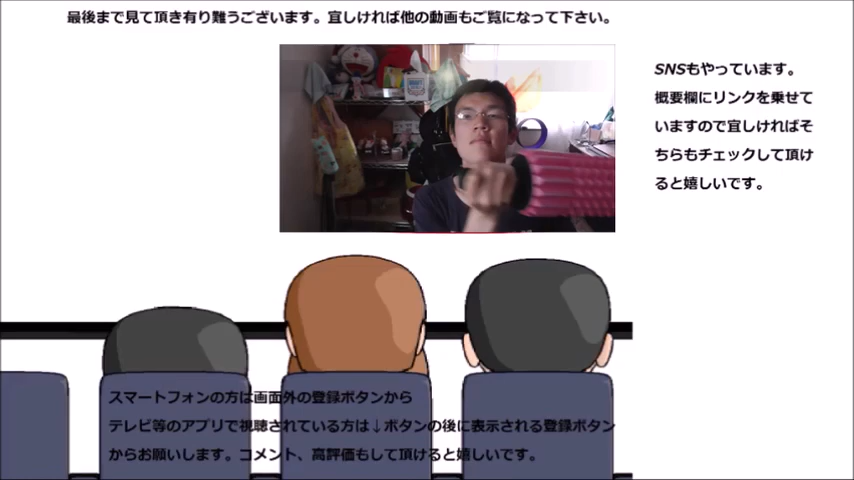 最後まで見て頂き有り難うございます。宜しければ他の動画もご覧になって下さい。
SNSもやっています。
概要欄にリンクを乗せて
いますので宜しければそ
ちらもチェックして頂け
ると嬉しいです。
スマートフォンの方は画面外の登録ボタンから
テレビ等のアプリで視聴されている方は↓ボタンの後に表示される登録ボタン
からお願いします。コメント、高評価もして頂けると嬉しいです。